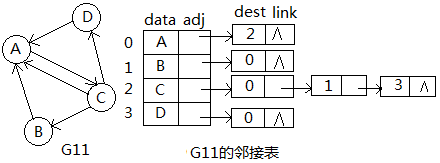 data adj
dest link
D
A
C
B
G11
0 A 2 ∧
1 B 0 ∧
2 C 0 1 3 ∧
3 D 0 ∧
G11的邻接表